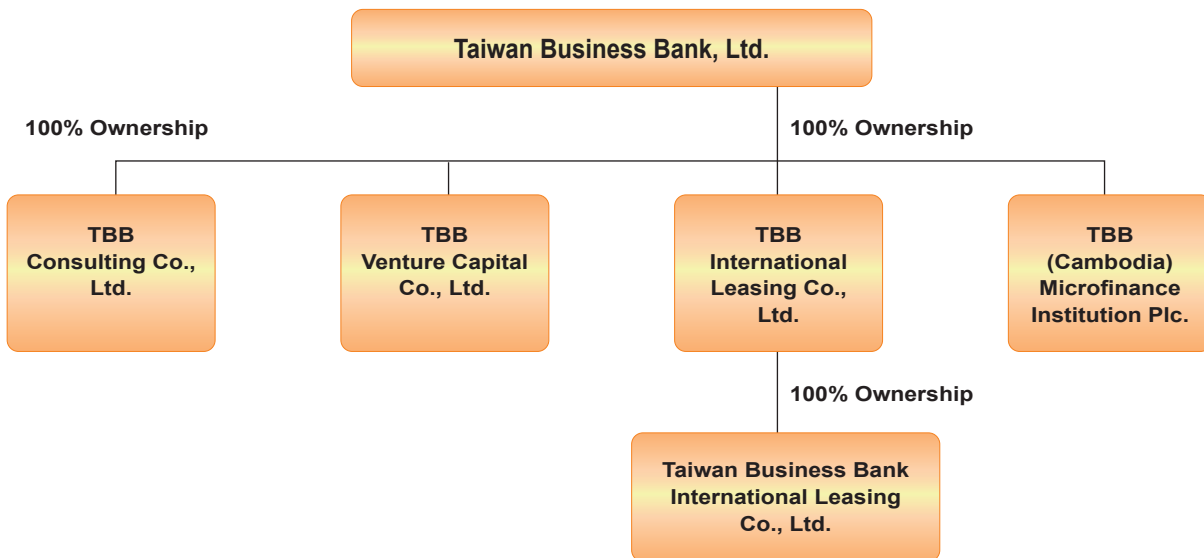 Taiwan Business Bank, Ltd.
100% Ownership
100% Ownership
TBB
Consulting Co.,
Ltd.
TBB
Venture Capital
Co., Ltd.
TBB
International
Leasing Co.,
Ltd.
TBB
(Cambodia)
Microfinance
Institution Plc.
100% Ownership
Taiwan Business Bank
International Leasing
Co., Ltd.